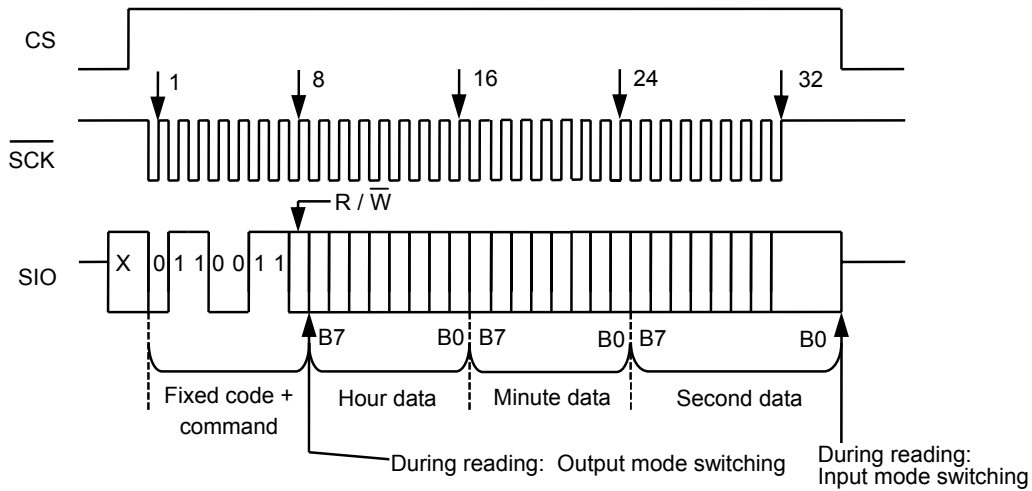 CS
1 8 16 24 32
SCK
R / W
X 0 1 1 0 0 1 1
SIO
B7 B0 B7 B0 B7 B0
Fixed code +
command
Hour data
Minute data
Second data
During reading: Output mode switching
During reading:
Input mode switching